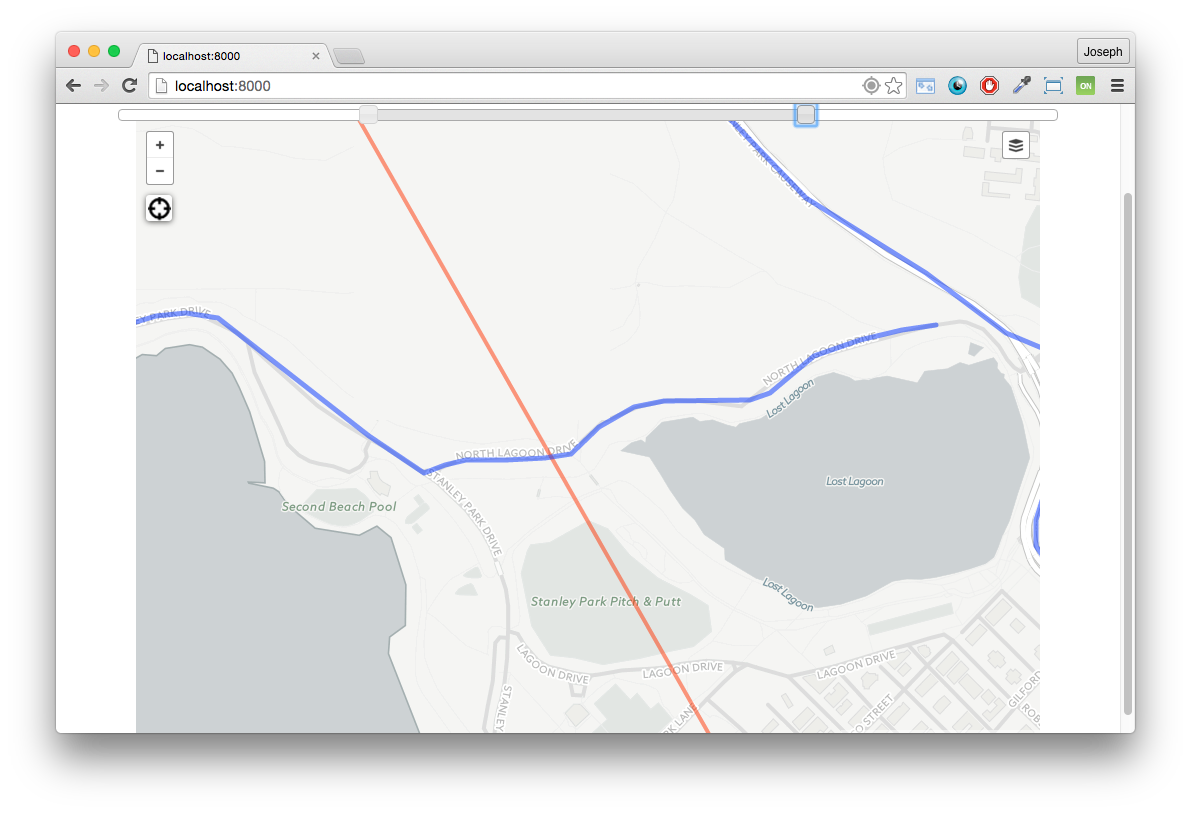 localhost:8000
Joseph
localhost:8000
ON
+
−
PARK CAUSEWAY
PARK DRIVE
NORTH LAGOON DRIVE
Lost Lagoon
NORTH LAGOON DRIVE
Lost Lagoon
STANLEY PARK DRIVE
Second Beach Pool
Lost Lagoon
Stanley Park Pitch & Putt
LAGOON DRIVE
LAGOON DRIVE
LAGOON DRIVE
STANLEY
GILFORD
STREET